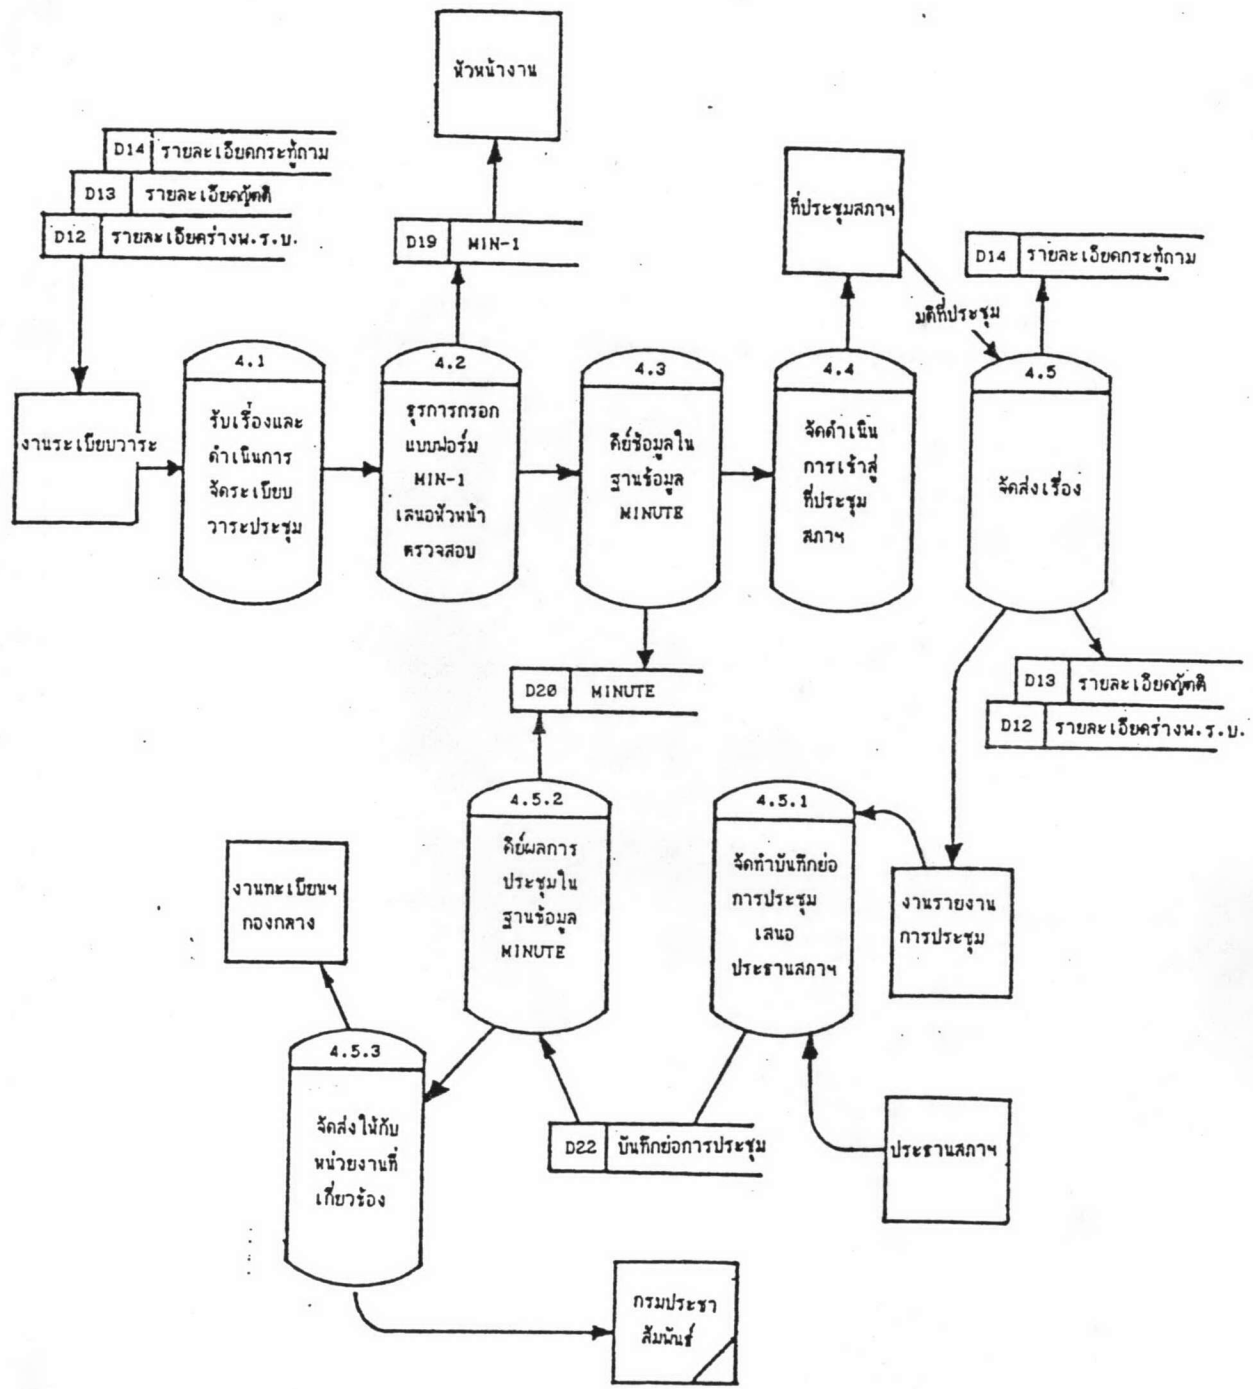 หัวหน้างาน
D14 รายละเอียดกระทู้ถาม
D13 รายละเอียดญัตติ
D12 รายละเอียดร่างพ.ร.บ.
D19 MIN-1
ที่ประชุมสภาฯ
D14 รายละเอียดกระทู้ถาม
มติที่ประชุม
งานระเบียบวาระ
4.1
รับเรื่องและ
ดำเนินการ
จัดระเบียบ
วาระประชุม
4.2
ธุรการกรอก
แบบฟอร์ม
MIN-1
เสนอหัวหน้า
ตรวจสอบ
4.3
คีย์ข้อมูลใน
ฐานข้อมูล
MINUTE
4.4
จัดดำเนิน
การเข้าสู่
ที่ประชุม
สภาฯ
4.5
จัดส่งเรื่อง
D20 MINUTE
D13 รายละเอียดญัตติ
D12 รายละเอียดร่างพ.ร.บ.
4.5.2
คีย์ผลการ
ประชุมใน
ฐานข้อมูล
MINUTE
4.5.1
จัดทำบันทึกย่อ
การประชุม
เสนอ
ประธานสภาฯ
งานรายงาน
การประชุม
งานทะเบียนฯ
กองกลาง
4.5.3
จัดส่งให้กับ
หน่วยงานที่
เกี่ยวร้อง
D22 บันทึกย่อการประชุม
ประธานสภาฯ
กรมประชา
สัมพันธ์